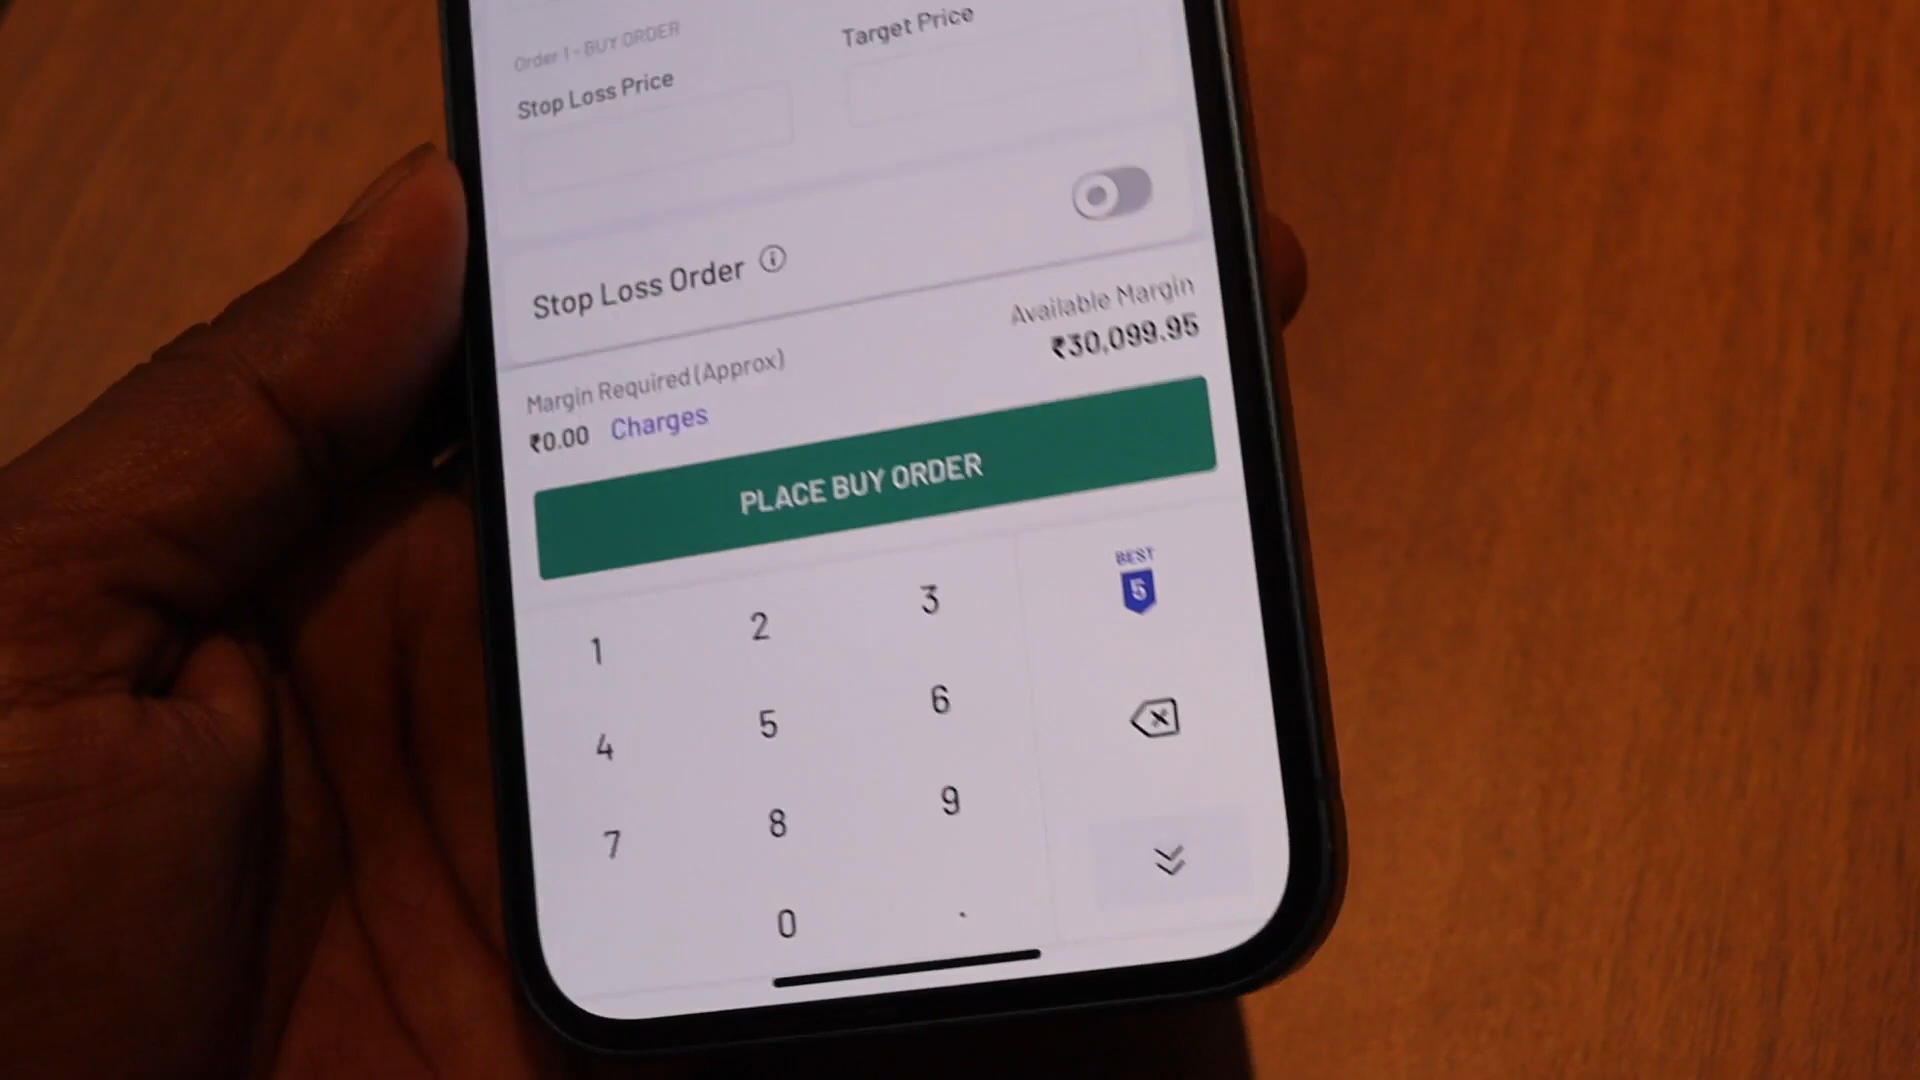 Order 1 - BUY ORDER
Stop Loss Price
Target Price
Stop Loss Order
Margin Required (Approx)
₹0.00 Charges
Available Margin
₹30,099.95
PLACE BUY ORDER
1 2 3
BEST
5
4 5 6
7 8 9
0 .